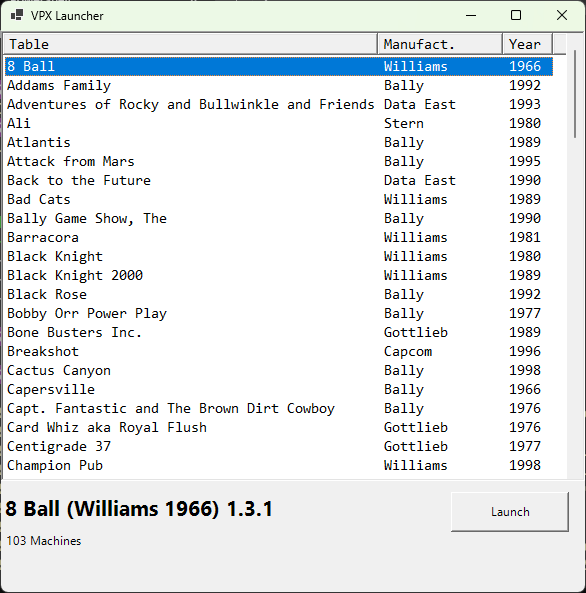 VPX Launcher
Table Manufact. Year
8 Ball Williams 1966
Addams Family Bally 1992
Adventures of Rocky and Bullwinkle and Friends Data East 1993
Ali Stern 1980
Atlantis Bally 1989
Attack from Mars Bally 1995
Back to the Future Data East 1990
Bad Cats Williams 1989
Bally Game Show, The Bally 1990
Barracora Williams 1981
Black Knight Williams 1980
Black Knight 2000 Williams 1989
Black Rose Bally 1992
Bobby Orr Power Play Bally 1977
Bone Busters Inc. Gottlieb 1989
Breakshot Capcom 1996
Cactus Canyon Bally 1998
Capersville Bally 1966
Capt. Fantastic and The Brown Dirt Cowboy Bally 1976
Card Whiz aka Royal Flush Gottlieb 1976
Centigrade 37 Gottlieb 1977
Champion Pub Williams 1998
8 Ball (Williams 1966) 1.3.1
Launch
103 Machines